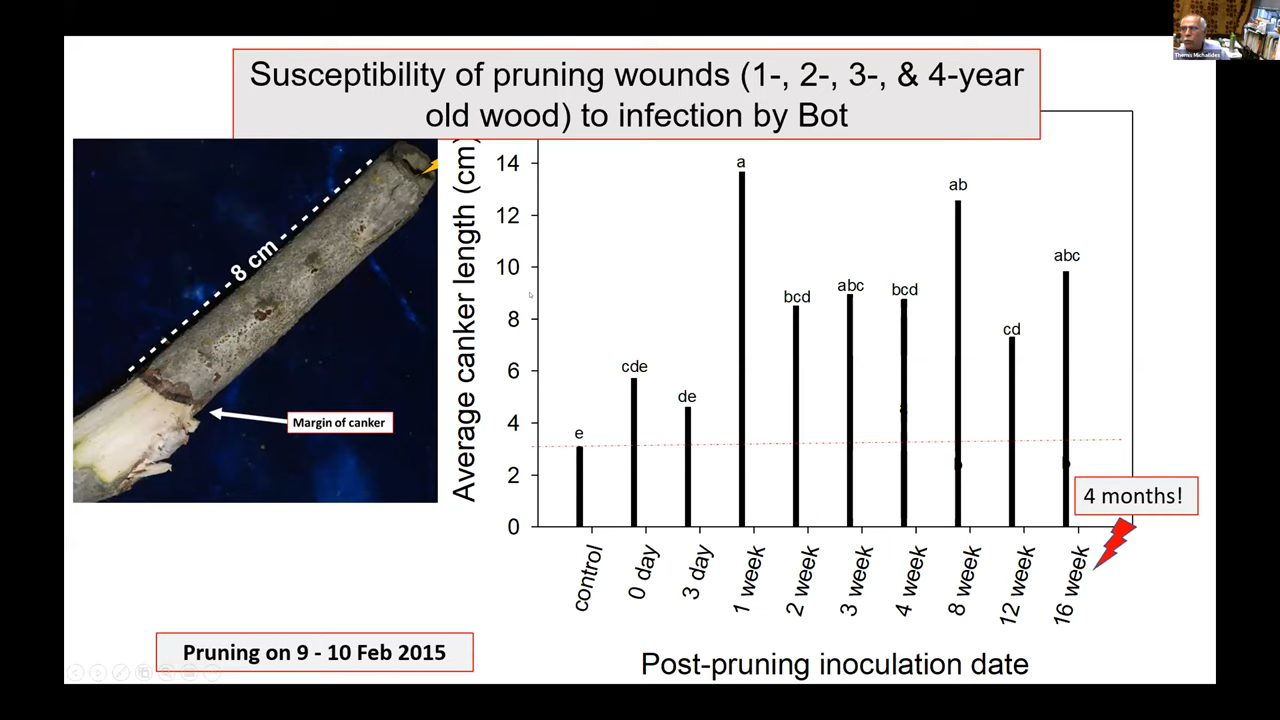 Themis Michailides
Susceptibility of pruning wounds (1-, 2-, 3-, & 4-year
old wood) to infection by Bot
8 cm
Margin of canker
Pruning on 9 - 10 Feb 2015
Average canker length (cm)
14
12
10
8
6
4
2
0
e
cde
de
a
bcd
abc
bcd
ab
cd
abc
a
b
b
control
0 day
3 day
1 week
2 week
3 week
4 week
8 week
12 week
16 week
4 months!
Post-pruning inoculation date